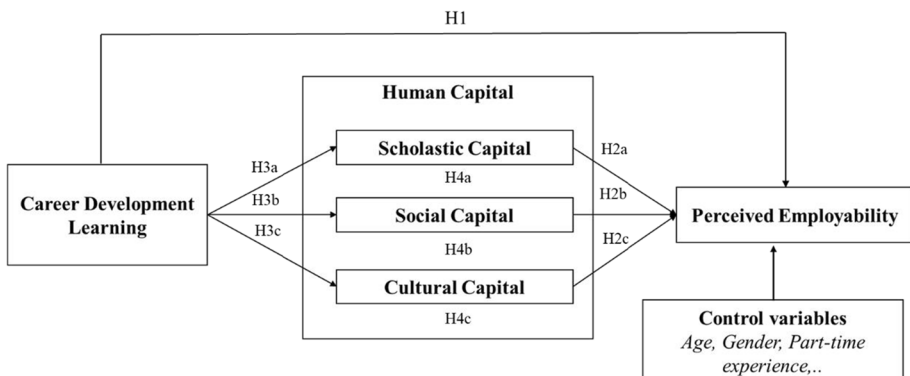 H1
Human Capital
Scholastic Capital
H2a
H3a
H4a
Career Development
Learning
H3b
Social Capital
H2b
Perceived Employability
H3c
H4b
H2c
Cultural Capital
H4c
Control variables
Age, Gender, Part-time
experience,..